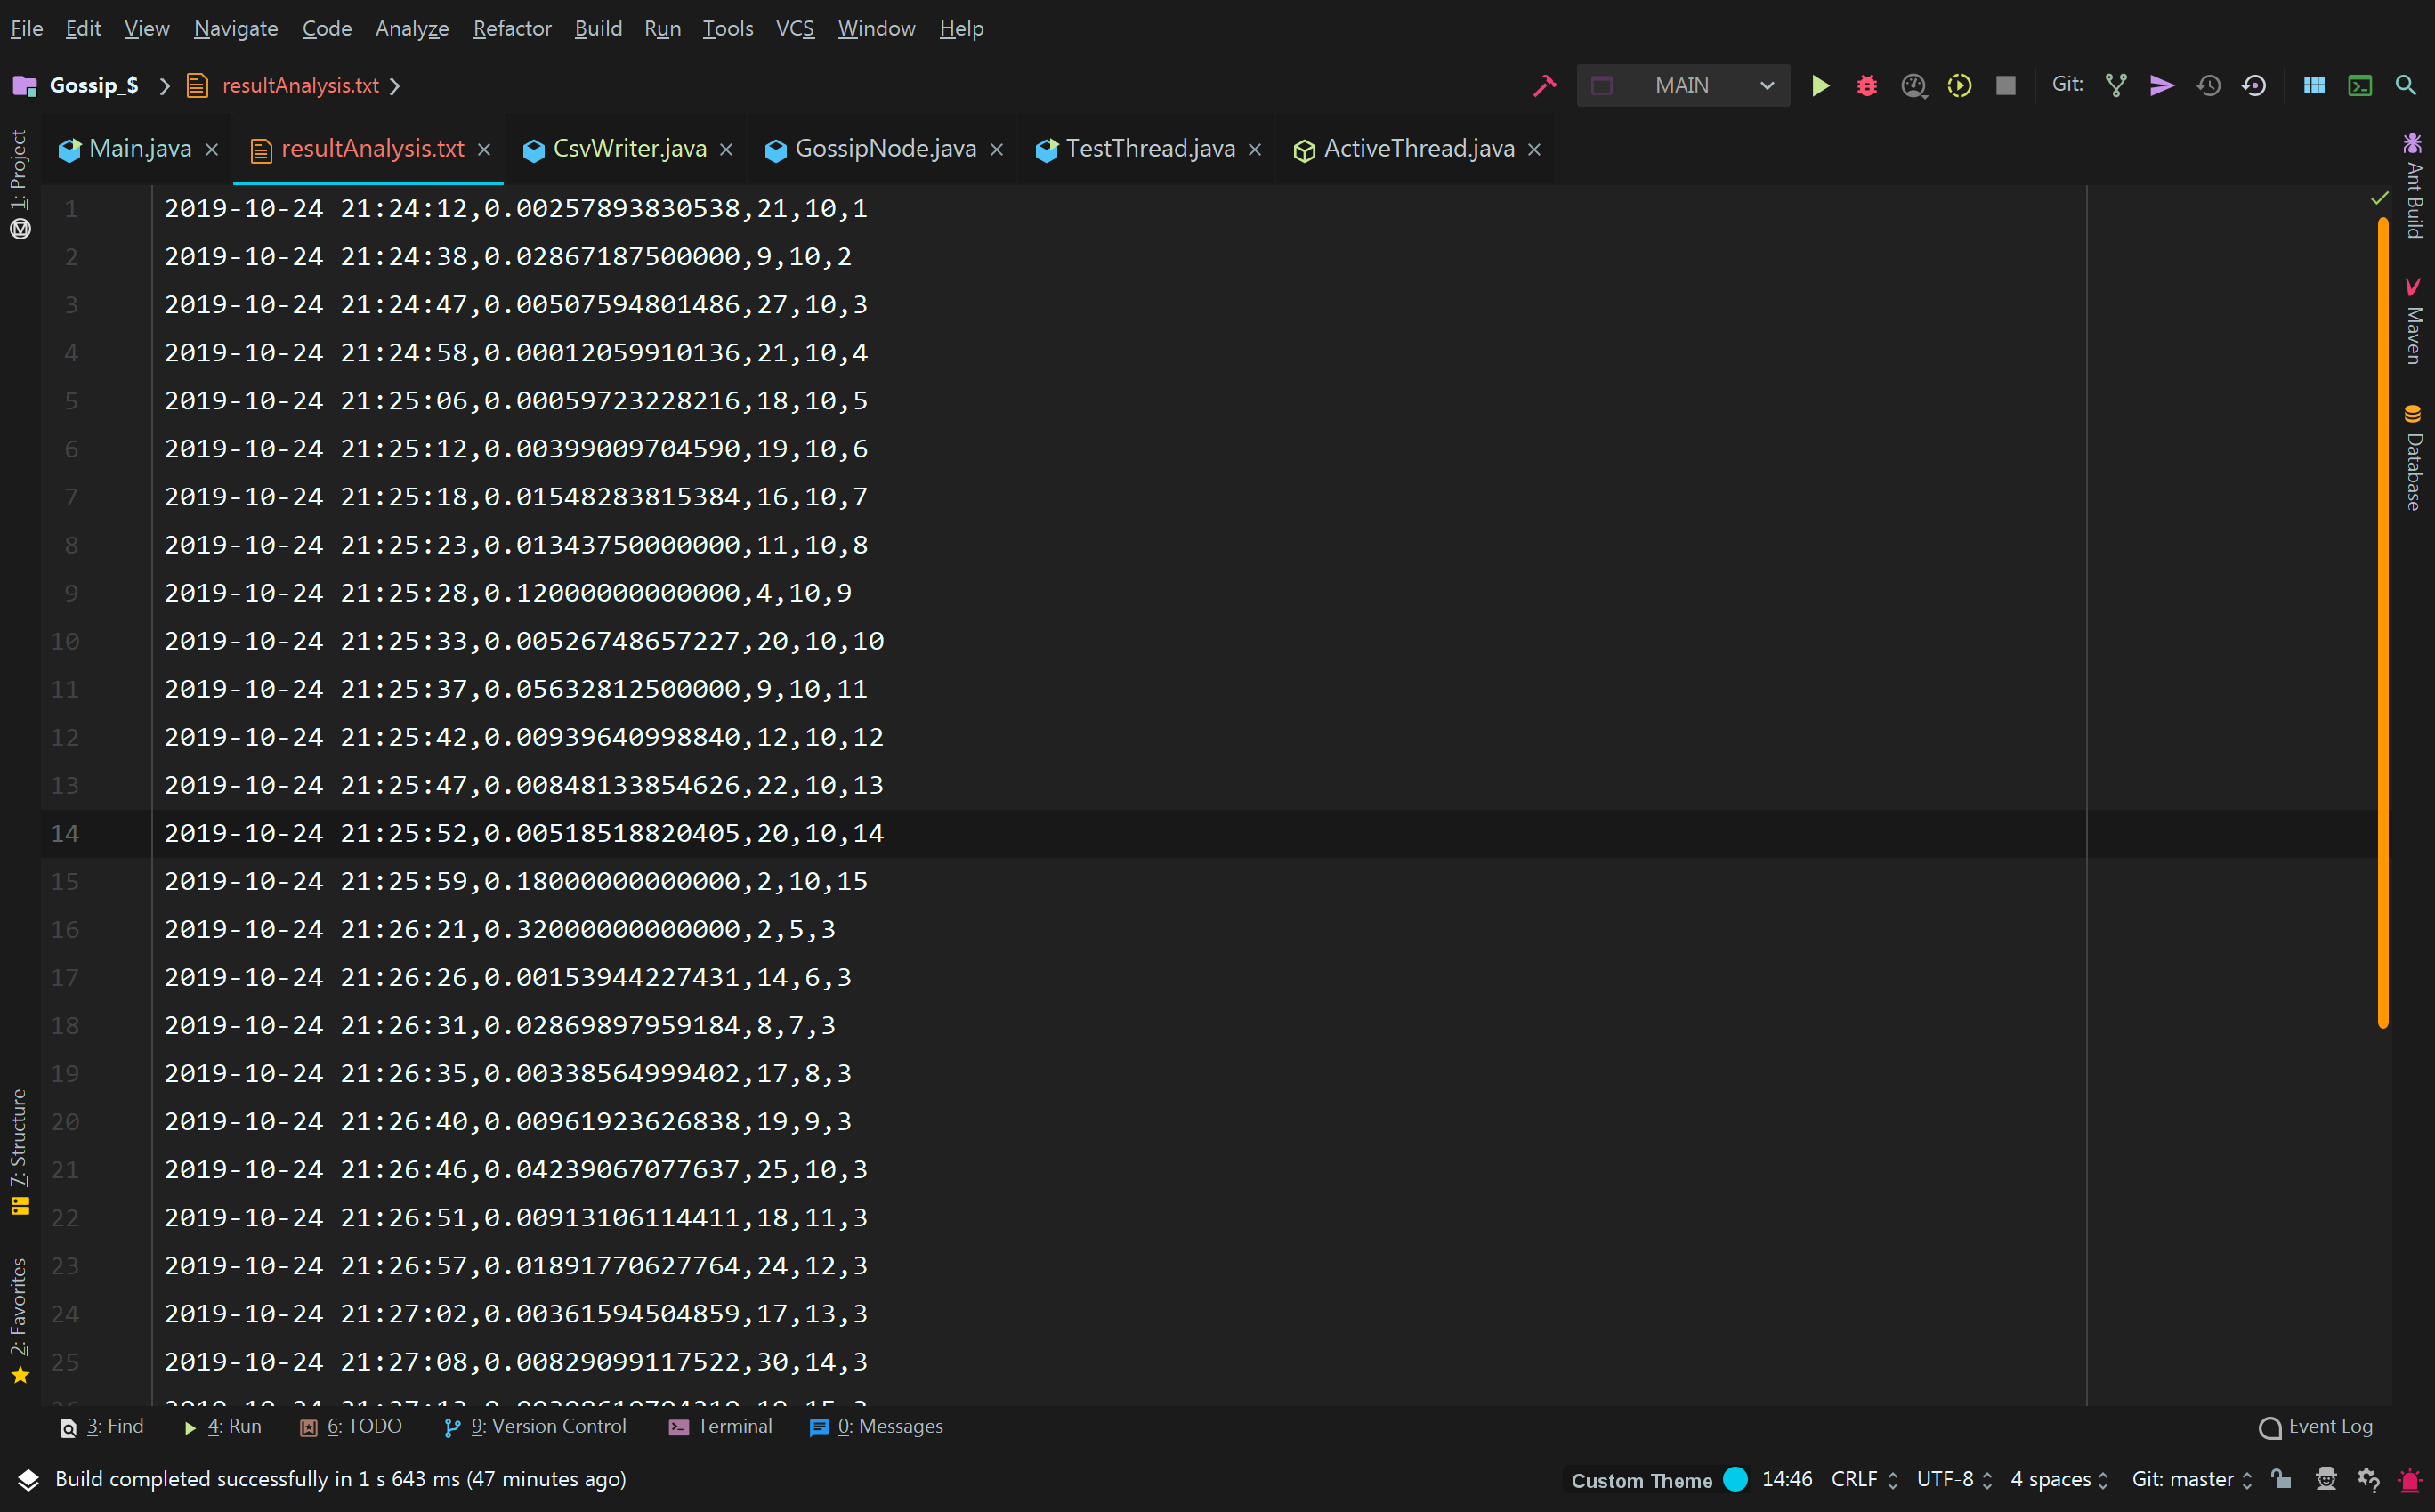 File Edit View Navigate Code Analyze Refactor Build Run Tools VCS Window Help
Gossip_$ resultAnalysis.txt MAIN Git:
Main.java resultAnalysis.txt CsvWriter.java GossipNode.java TestThread.java ActiveThread.java
1: Project
7: Structure
2: Favorites
1 2019-10-24 21:24:12,0.00257893830538,21,10,1
2 2019-10-24 21:24:38,0.02867187500000,9,10,2
3 2019-10-24 21:24:47,0.00507594801486,27,10,3
4 2019-10-24 21:24:58,0.00012059910136,21,10,4
5 2019-10-24 21:25:06,0.00059723228216,18,10,5
6 2019-10-24 21:25:12,0.00399009704590,19,10,6
7 2019-10-24 21:25:18,0.01548283815384,16,10,7
8 2019-10-24 21:25:23,0.01343750000000,11,10,8
9 2019-10-24 21:25:28,0.12000000000000,4,10,9
10 2019-10-24 21:25:33,0.00526748657227,20,10,10
11 2019-10-24 21:25:37,0.05632812500000,9,10,11
12 2019-10-24 21:25:42,0.00939640998840,12,10,12
13 2019-10-24 21:25:47,0.00848133854626,22,10,13
14 2019-10-24 21:25:52,0.00518518820405,20,10,14
15 2019-10-24 21:25:59,0.18000000000000,2,10,15
16 2019-10-24 21:26:21,0.32000000000000,2,5,3
17 2019-10-24 21:26:26,0.00153944227431,14,6,3
18 2019-10-24 21:26:31,0.02869897959184,8,7,3
19 2019-10-24 21:26:35,0.00338564999402,17,8,3
20 2019-10-24 21:26:40,0.00961923626838,19,9,3
21 2019-10-24 21:26:46,0.04239067077637,25,10,3
22 2019-10-24 21:26:51,0.00913106114411,18,11,3
23 2019-10-24 21:26:57,0.01891770627764,24,12,3
24 2019-10-24 21:27:02,0.00361594504859,17,13,3
25 2019-10-24 21:27:08,0.00829099117522,30,14,3
Ant Build
Maven
Database
3: Find 4: Run 6: TODO 9: Version Control Terminal 0: Messages Event Log
Build completed successfully in 1 s 643 ms (47 minutes ago) Custom Theme 14:46 CRLF UTF-8 4 spaces Git: master